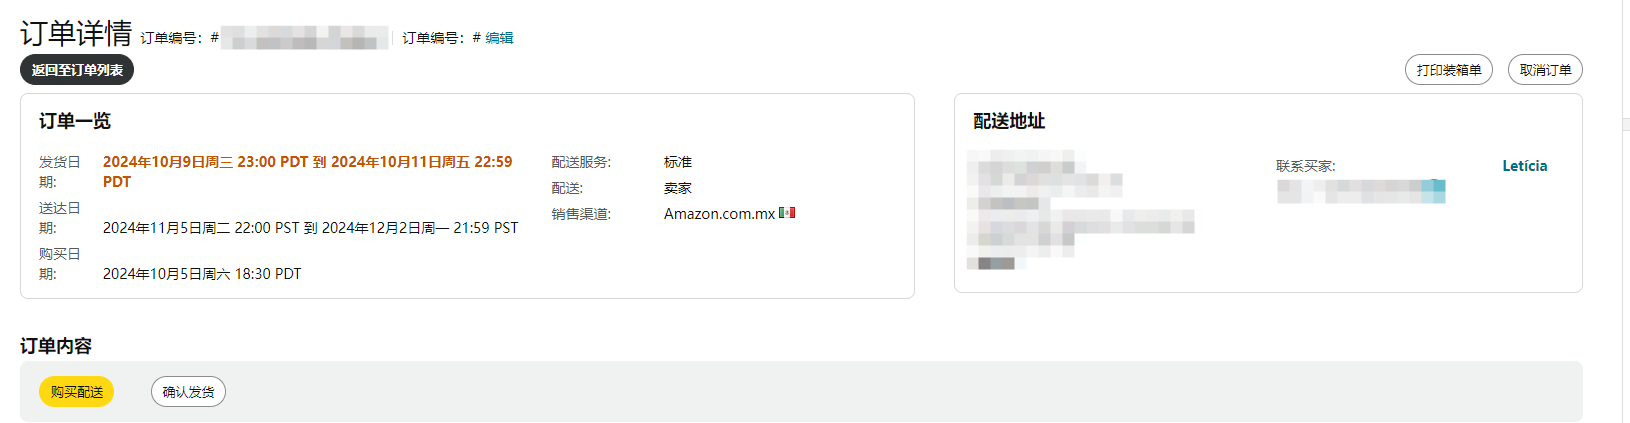 订单详情 订单编号: # 订单编号: # 编辑
返回至订单列表
打印装箱单 取消订单
订单一览
发货日期: 2024年10月9日周三 23:00 PDT 到 2024年10月11日周五 22:59 PDT
送达日期: 2024年11月5日周二 22:00 PST 到 2024年12月2日周一 21:59 PST
购买日期: 2024年10月5日周六 18:30 PDT
配送服务: 标准
配送: 卖家
销售渠道: Amazon.com.mx
配送地址
联系买家: Letícia
订单内容
购买配送 确认发货